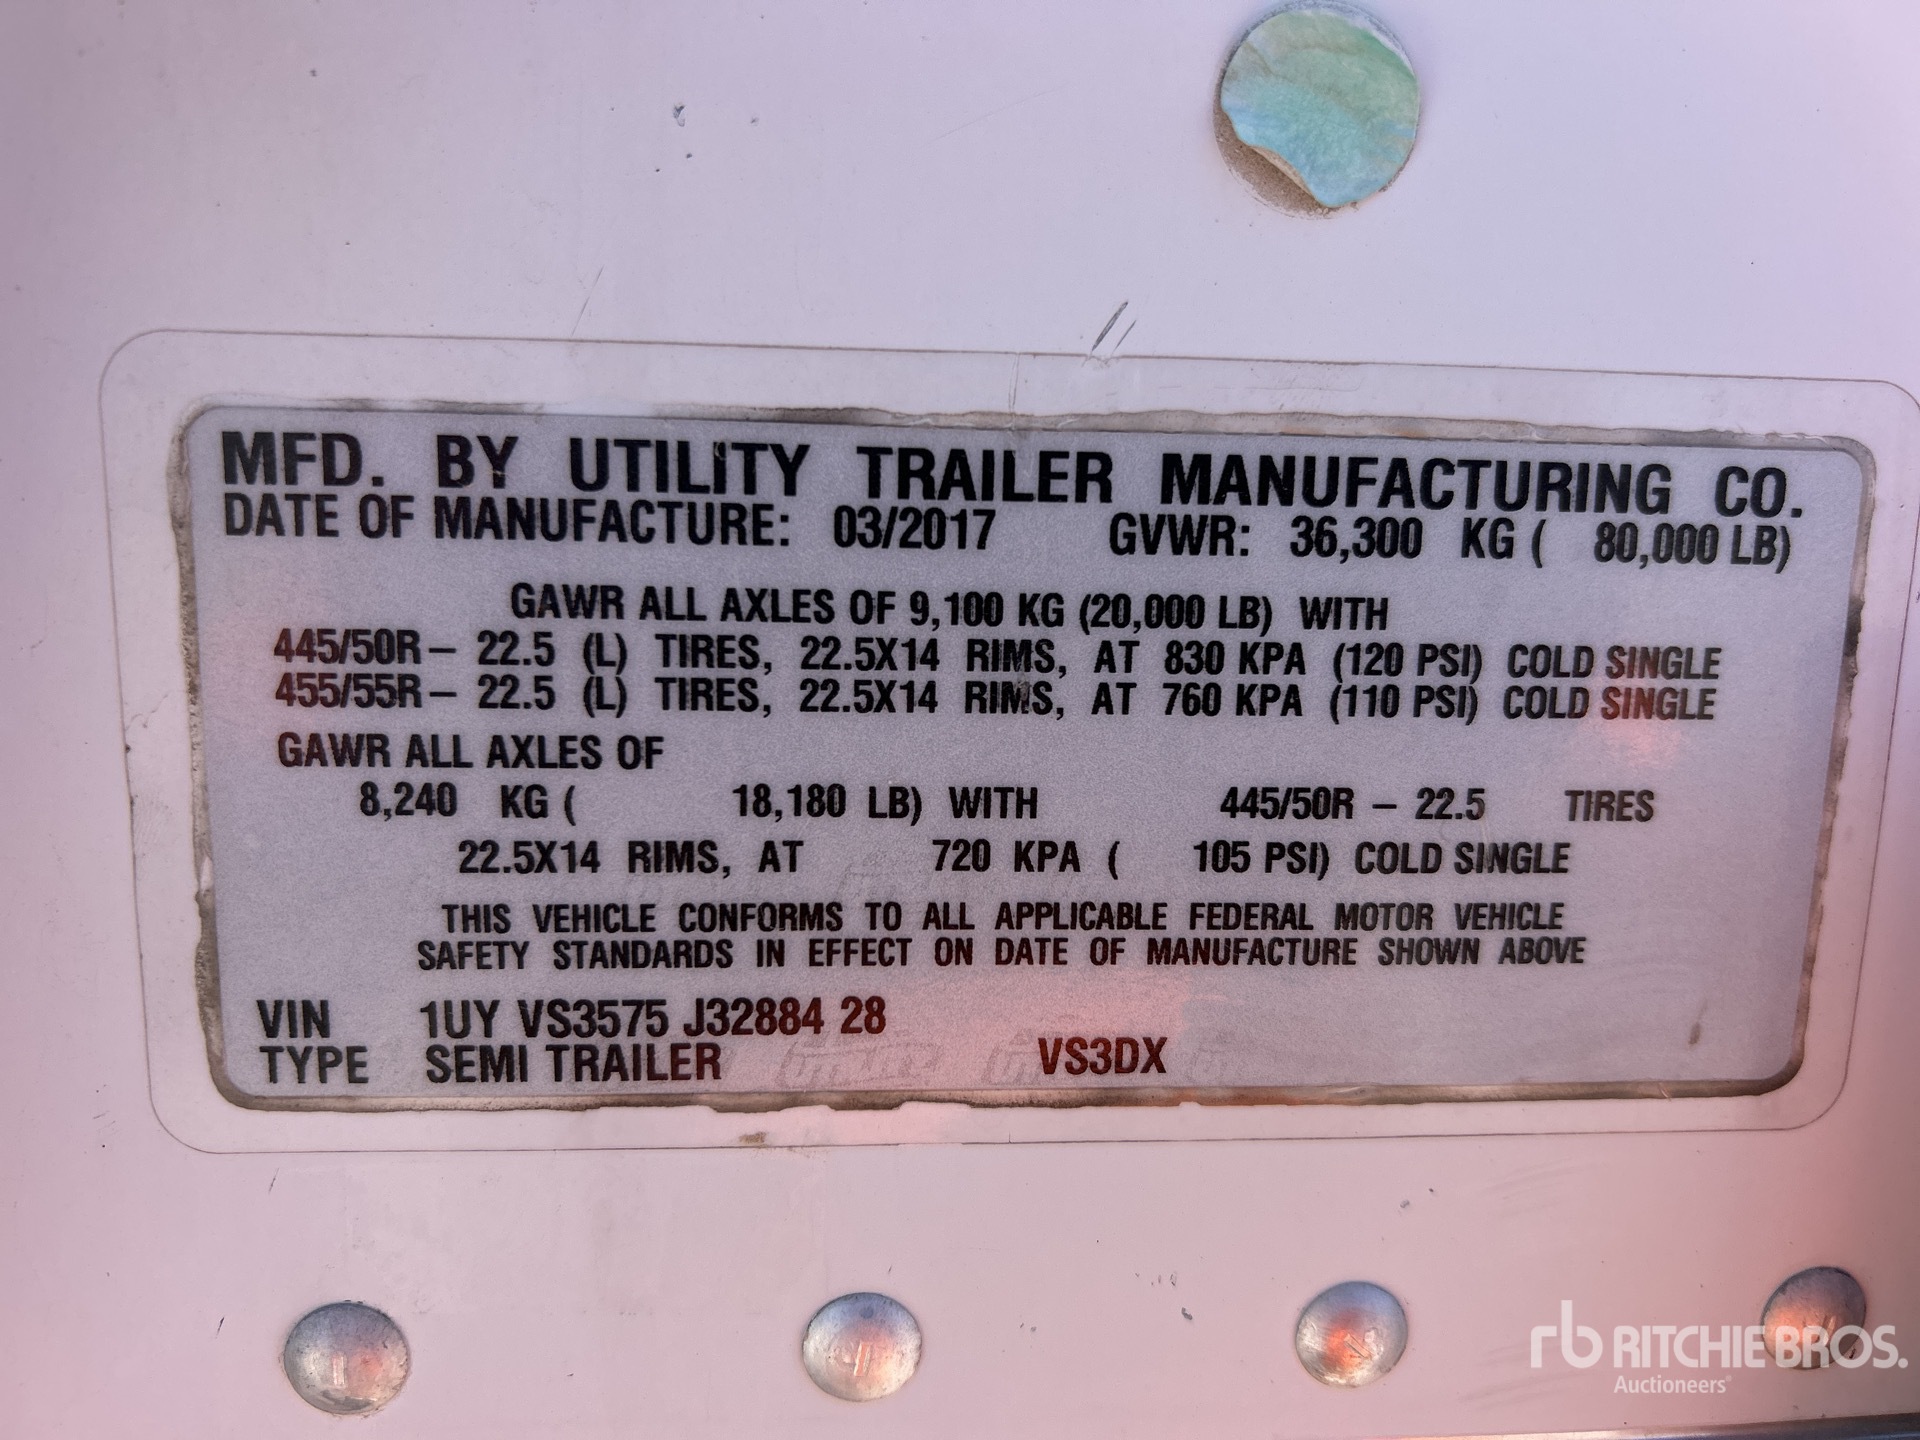 MFD. BY UTILITY TRAILER MANUFACTURING CO.
DATE OF MANUFACTURE: 03/2017 GVWR: 36,300 KG ( 80,000 LB)
GAWR ALL AXLES OF 9,100 KG (20,000 LB) WITH
445/50R – 22.5 (L) TIRES, 22.5X14 RIMS, AT 830 KPA (120 PSI) COLD SINGLE
455/55R – 22.5 (L) TIRES, 22.5X14 RIMS, AT 760 KPA (110 PSI) COLD SINGLE
GAWR ALL AXLES OF
8,240 KG ( 18,180 LB) WITH 445/50R – 22.5 TIRES
22.5X14 RIMS, AT 720 KPA ( 105 PSI) COLD SINGLE
THIS VEHICLE CONFORMS TO ALL APPLICABLE FEDERAL MOTOR VEHICLE
SAFETY STANDARDS IN EFFECT ON DATE OF MANUFACTURE SHOWN ABOVE
VIN 1UY VS3575 J32884 28
TYPE SEMI TRAILER VS3DX
rb RITCHIE BROS.
Auctioneers